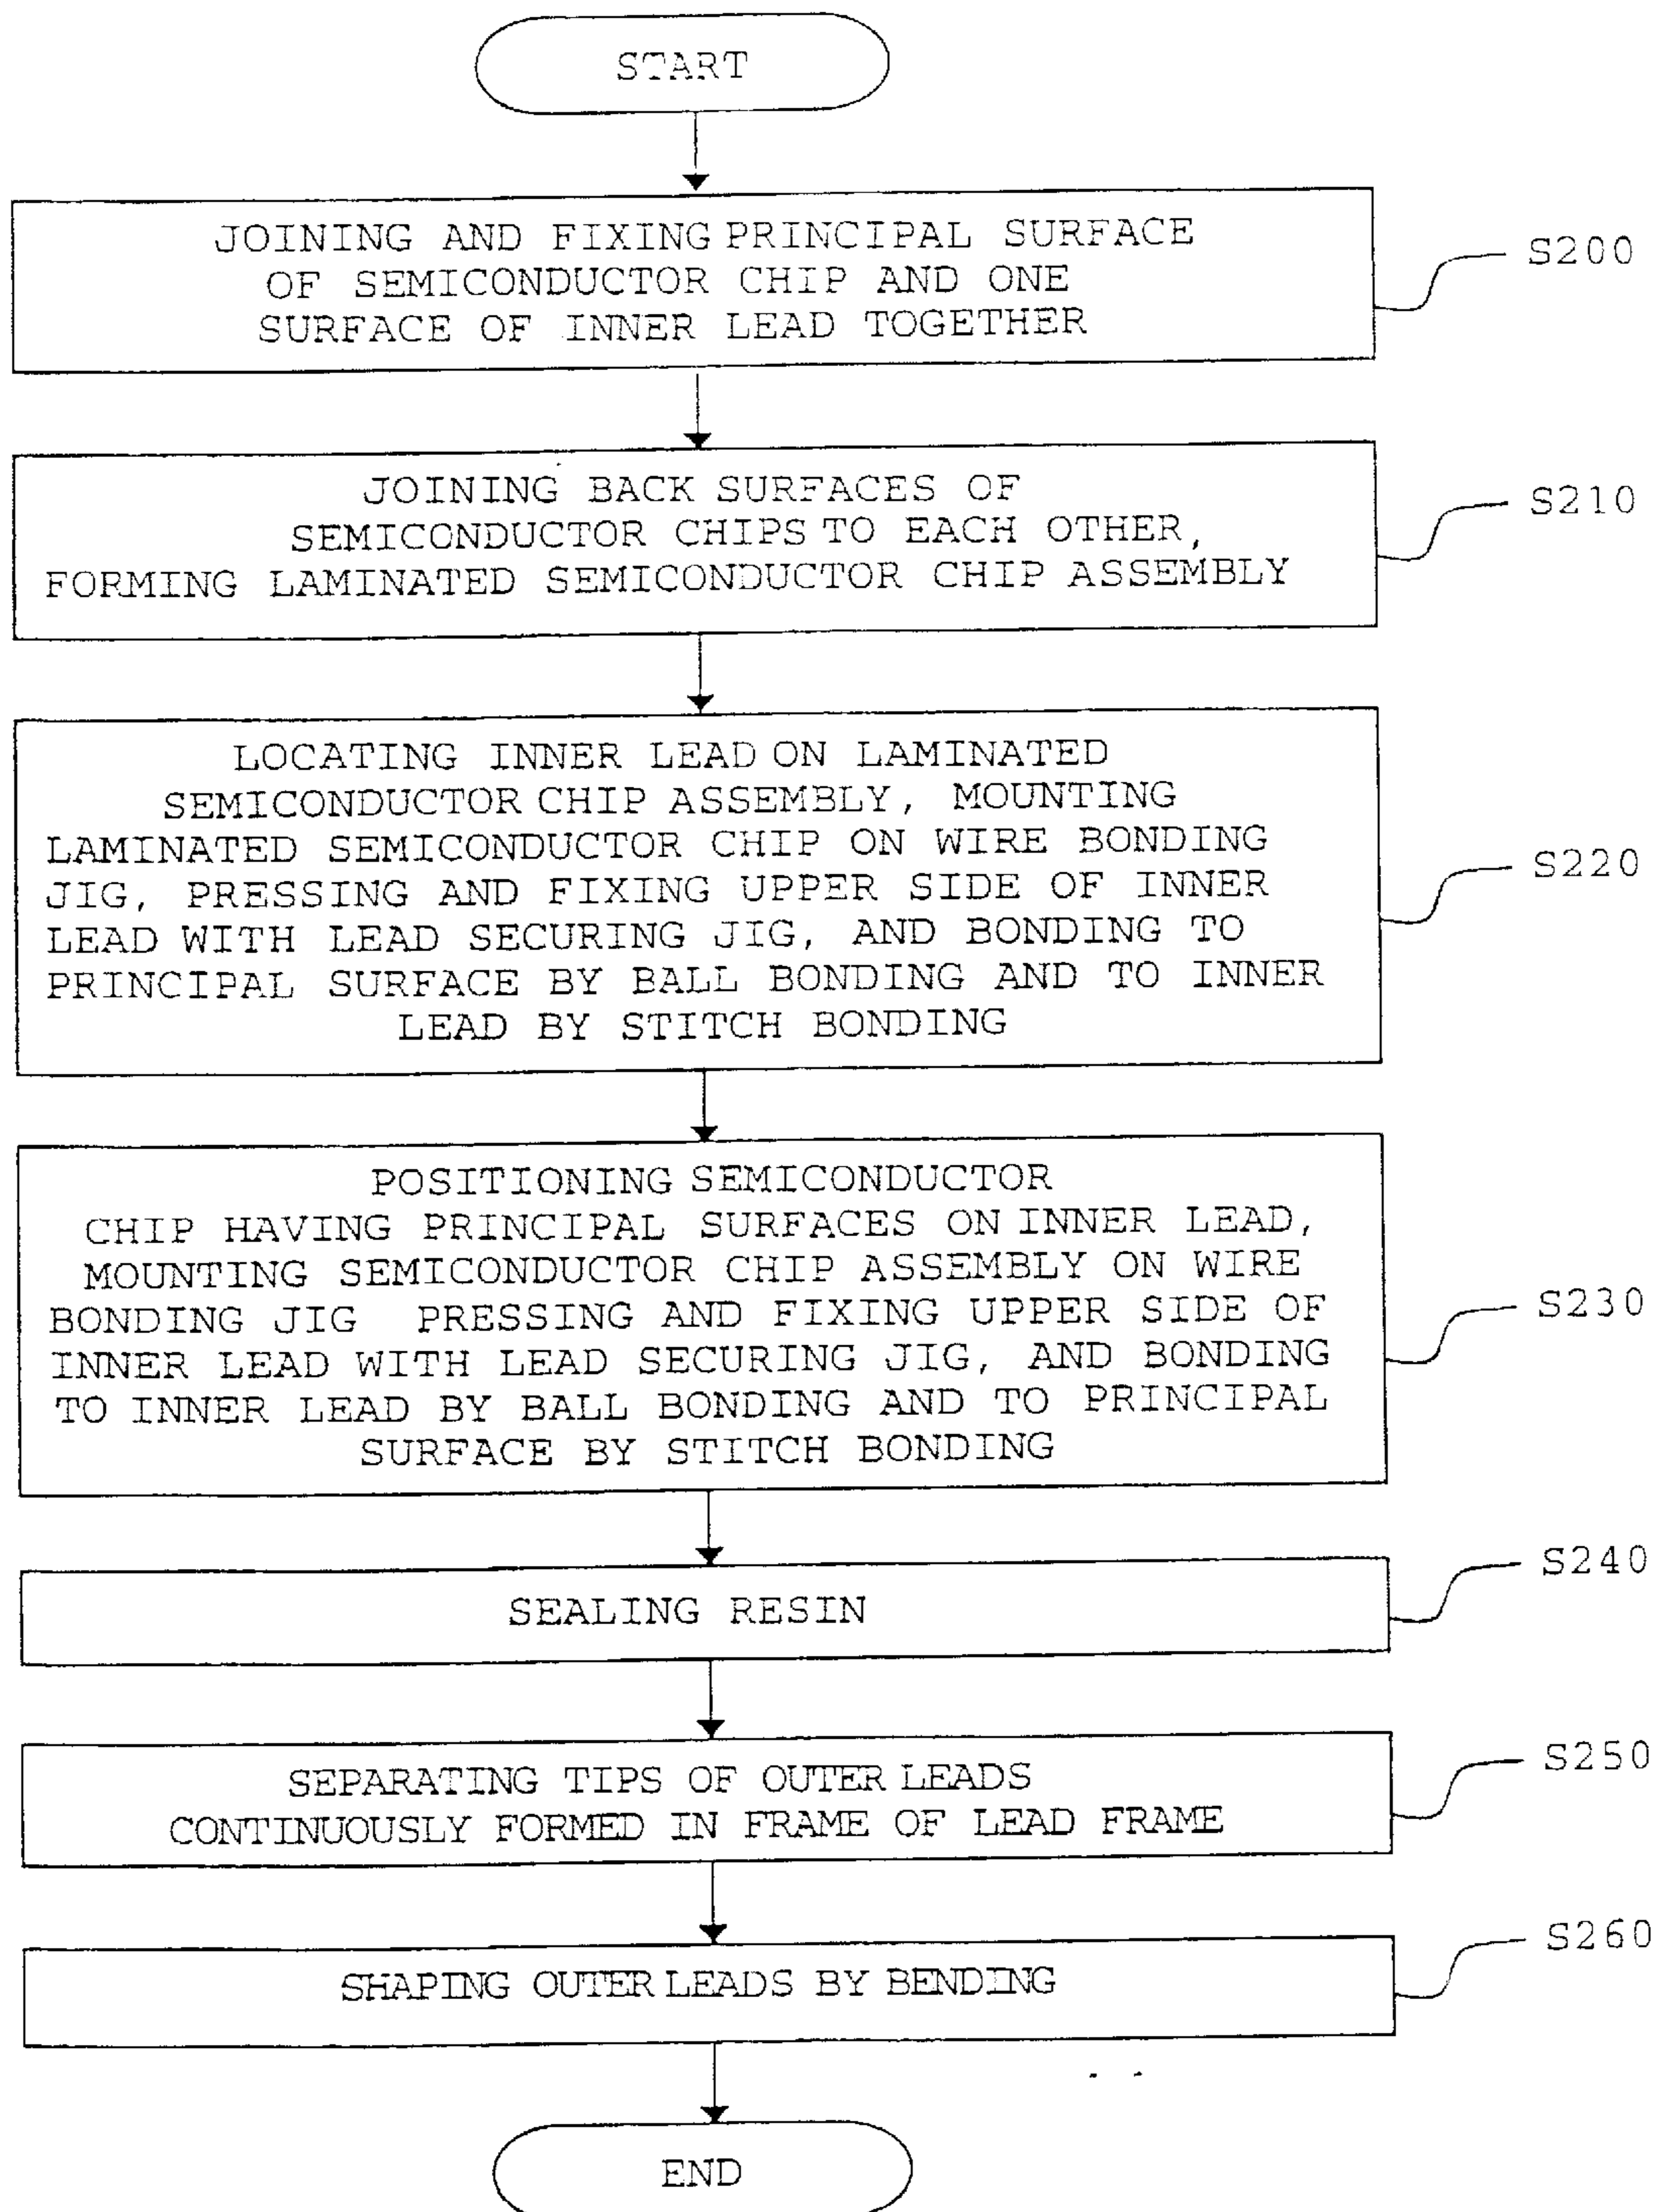 START
JOINING AND FIXING PRINCIPAL SURFACE
OF SEMICONDUCTOR CHIP AND ONE
SURFACE OF INNER LEAD TOGETHER
S200
JOINING BACK SURFACES OF
SEMICONDUCTOR CHIPS TO EACH OTHER,
FORMING LAMINATED SEMICONDUCTOR CHIP ASSEMBLY
S210
LOCATING INNER LEAD ON LAMINATED
SEMICONDUCTOR CHIP ASSEMBLY, MOUNTING
LAMINATED SEMICONDUCTOR CHIP ON WIRE BONDING
JIG, PRESSING AND FIXING UPPER SIDE OF INNER
LEAD WITH LEAD SECURING JIG, AND BONDING TO
PRINCIPAL SURFACE BY BALL BONDING AND TO INNER
LEAD BY STITCH BONDING
S220
POSITIONING SEMICONDUCTOR
CHIP HAVING PRINCIPAL SURFACES ON INNER LEAD,
MOUNTING SEMICONDUCTOR CHIP ASSEMBLY ON WIRE
BONDING JIG PRESSING AND FIXING UPPER SIDE OF
INNER LEAD WITH LEAD SECURING JIG, AND BONDING
TO INNER LEAD BY BALL BONDING AND TO PRINCIPAL
SURFACE BY STITCH BONDING
S230
SEALING RESIN
S240
SEPARATING TIPS OF OUTER LEADS
CONTINUOUSLY FORMED IN FRAME OF LEAD FRAME
S250
SHAPING OUTER LEADS BY BENDING
S260
END